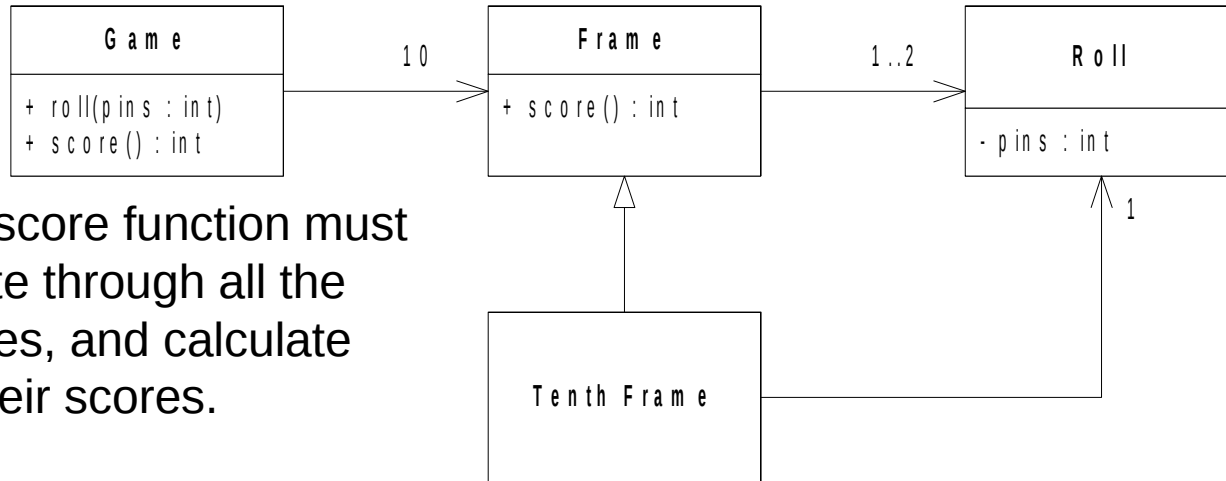 Game
10
Frame
1..2
Roll
+ roll(pins : int)
+ score() : int
+ score() : int
- pins : int
score function must
te through all the
es, and calculate
eir scores.
1
Tenth Frame